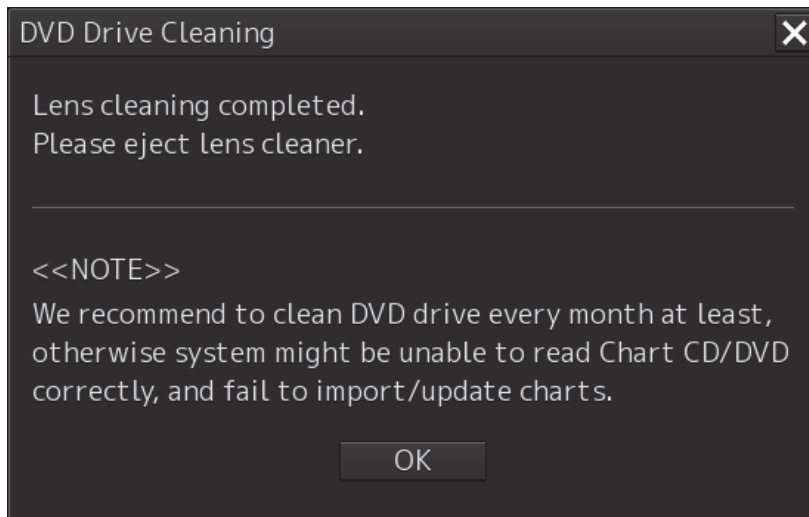 DVD Drive Cleaning
Lens cleaning completed.
Please eject lens cleaner.
<<NOTE>>
We recommend to clean DVD drive every month at least,
otherwise system might be unable to read Chart CD/DVD
correctly, and fail to import/update charts.
OK